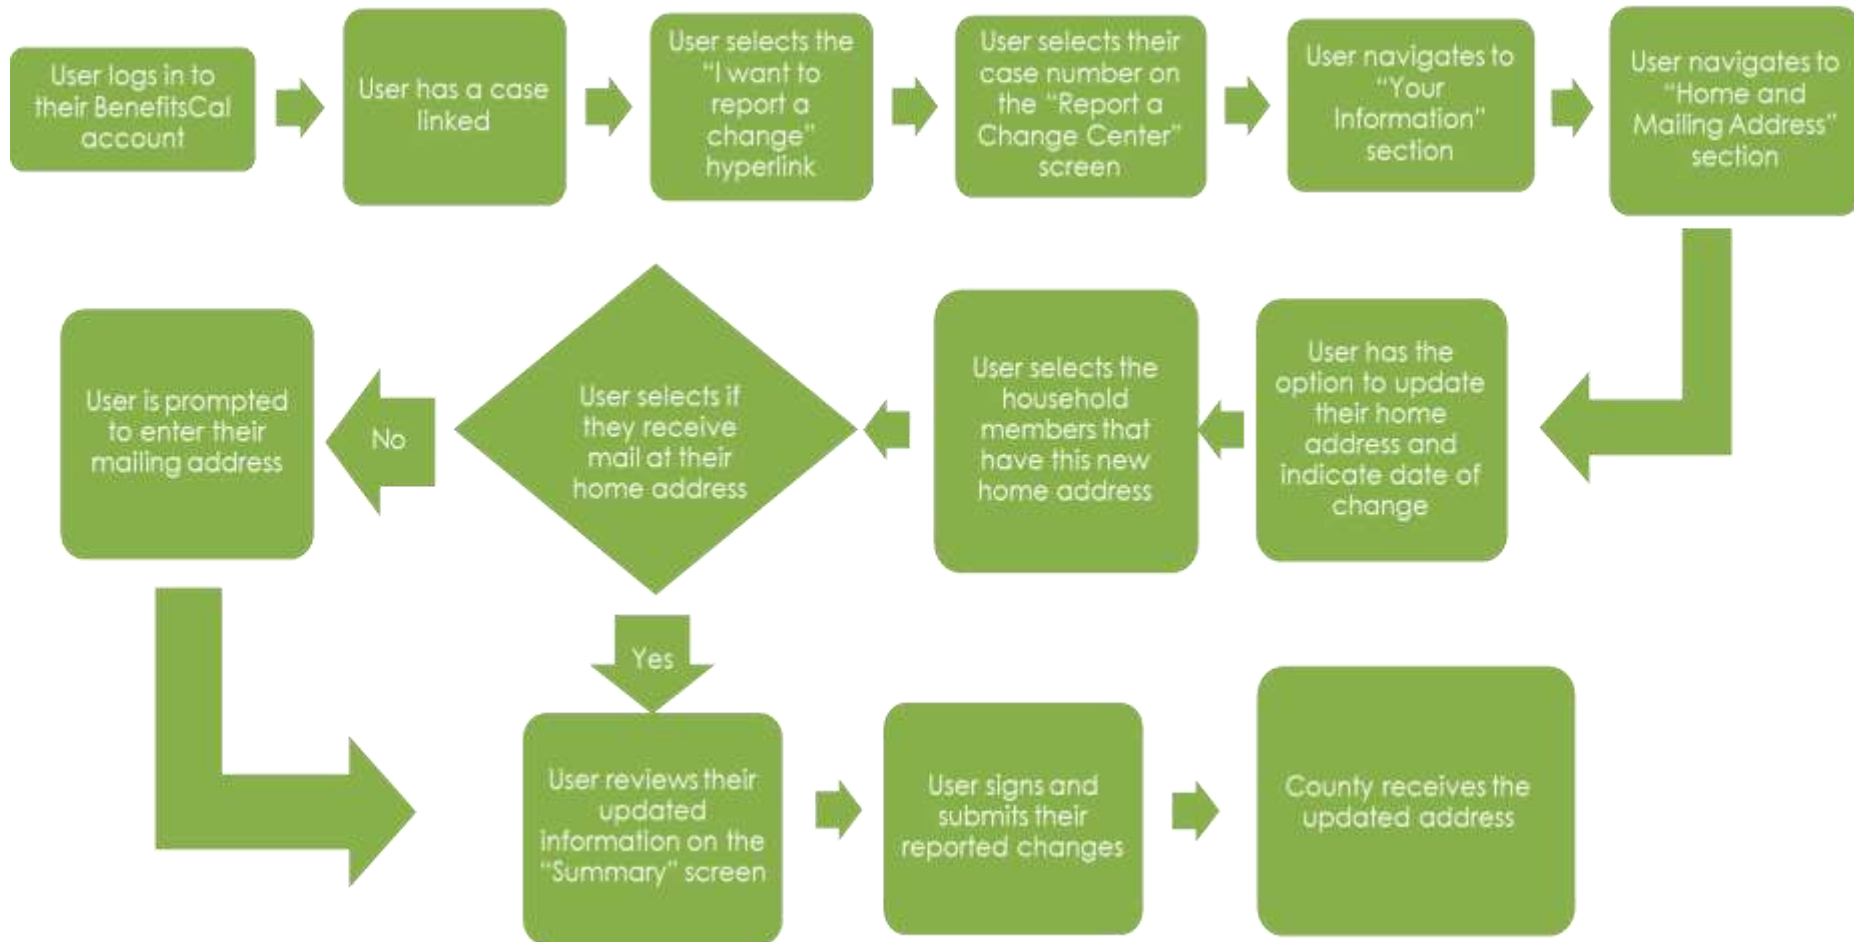 User logs in to
their BenefitsCal
account
User has a case
linked
User selects the
“I want to
report a
change”
hyperlink
User selects their
case number on
the “Report a
Change Center”
screen
User navigates to
“Your
Information”
section
User navigates to
“Home and
Mailing Address”
section
User has the
option to update
their home
address and
indicate date of
change
User selects the
household
members that
have this new
home address
User selects if
they receive
mail at their
home address
No
User is prompted
to enter their
mailing address
Yes
User reviews their
updated
information on the
“Summary” screen
User signs and
submits their
reported changes
County receives the
updated address